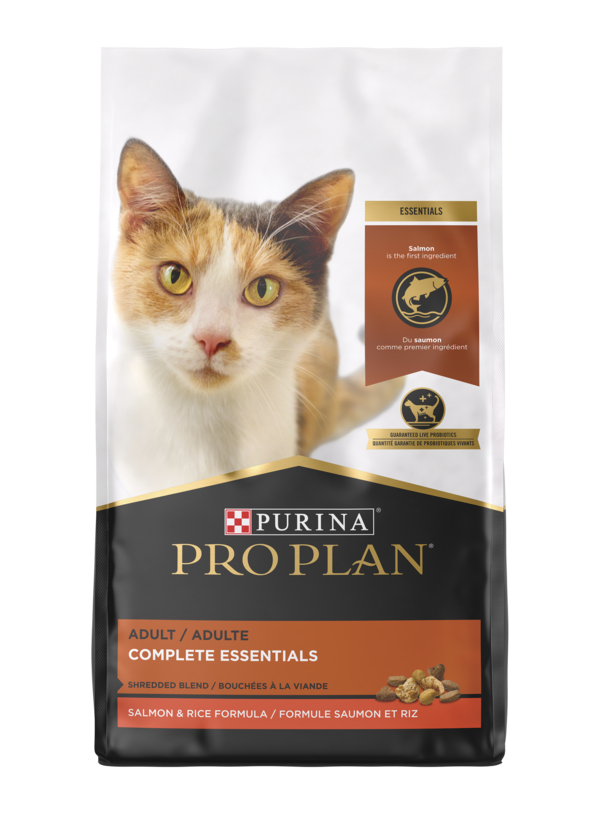 ESSENTIALS
Salmon
is the first ingredient
Du saumon
comme premier ingrédient
GUARANTEED LIVE PROBIOTICS
QUANTITÉ GARANTIE DE PROBIOTIQUES VIVANTS
PURINA®
PRO PLAN®
ADULT / ADULTE
COMPLETE ESSENTIALS
SHREDDED BLEND / BOUCHÉES À LA VIANDE
SALMON & RICE FORMULA / FORMULE SAUMON ET RIZ